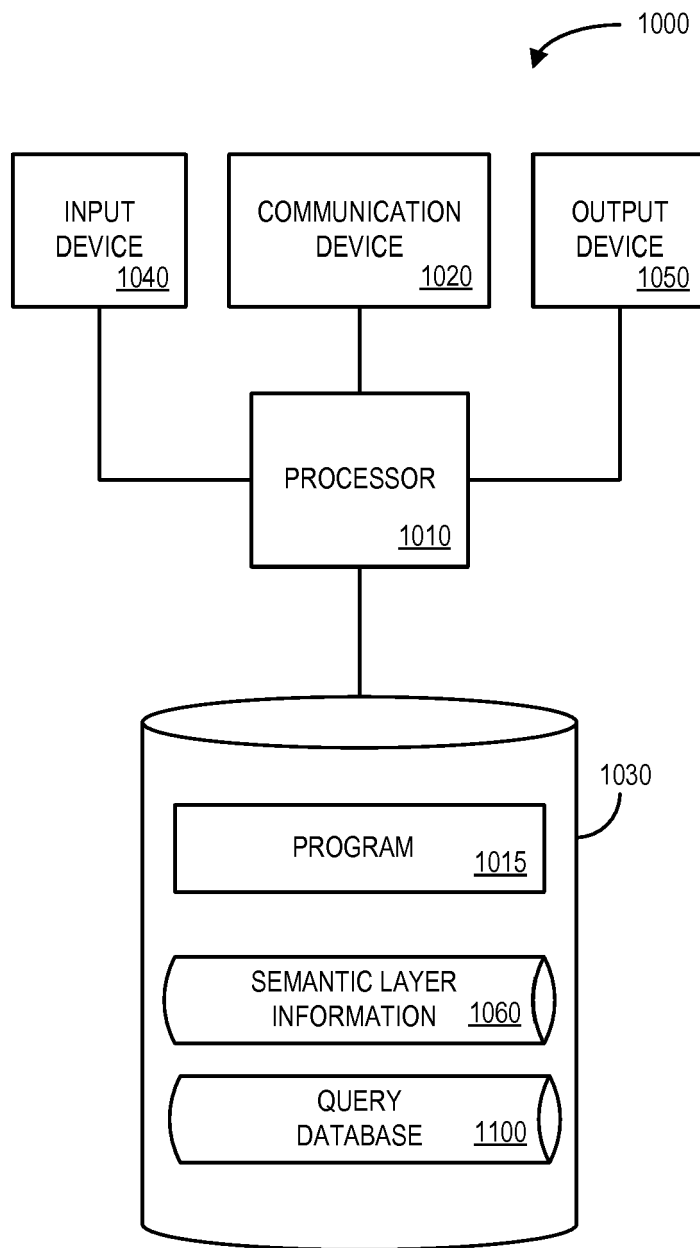 1000
INPUT
DEVICE
1040
COMMUNICATION
DEVICE
1020
OUTPUT
DEVICE
1050
PROCESSOR
1010
1030
PROGRAM
1015
SEMANTIC LAYER
INFORMATION
1060
QUERY
DATABASE
1100